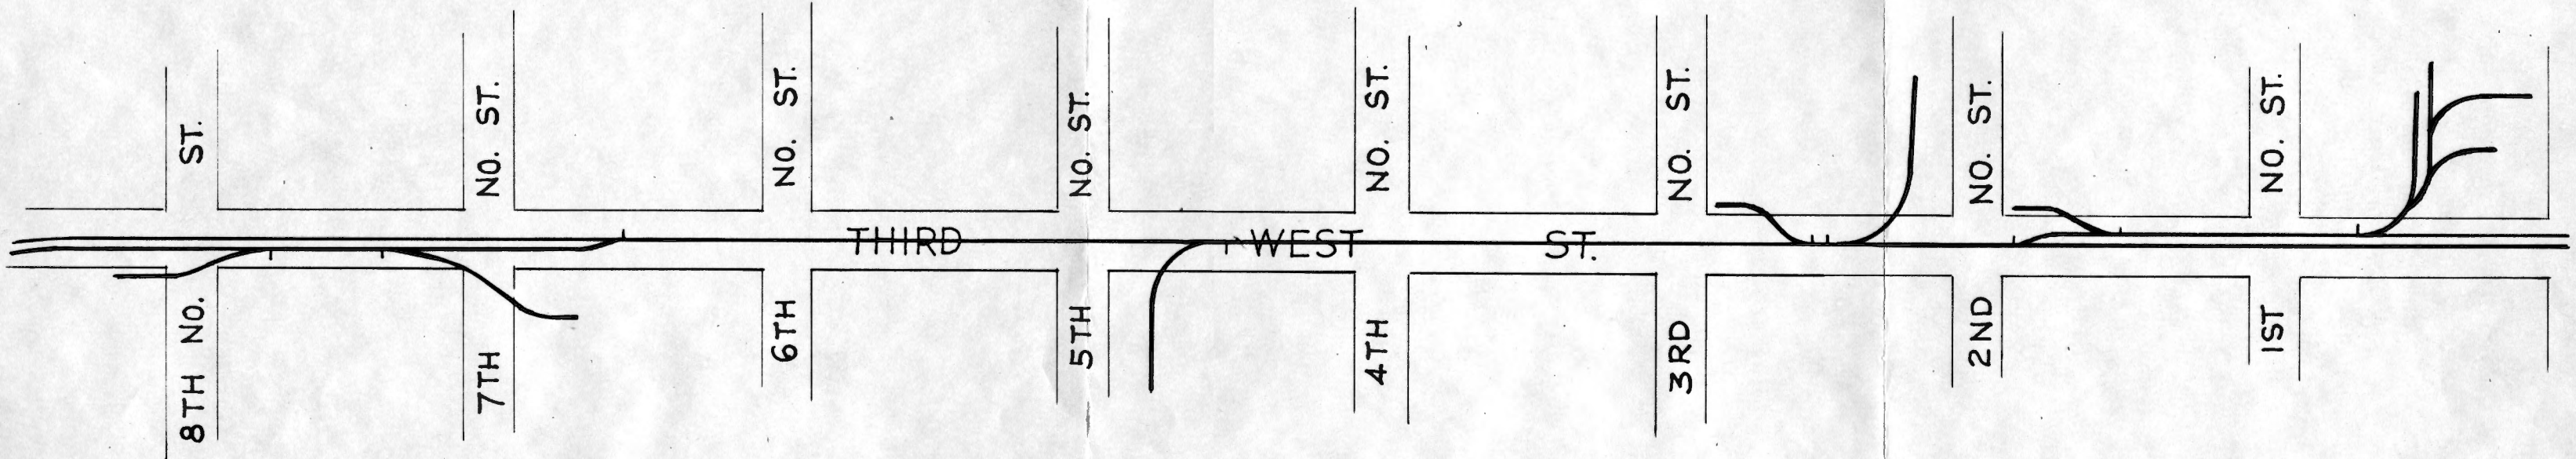 8TH NO. ST.
7TH NO. ST.
6TH NO. ST.
5TH NO. ST.
4TH NO. ST.
3RD NO. ST.
2ND NO. ST.
1ST NO. ST.
THIRD WEST ST.